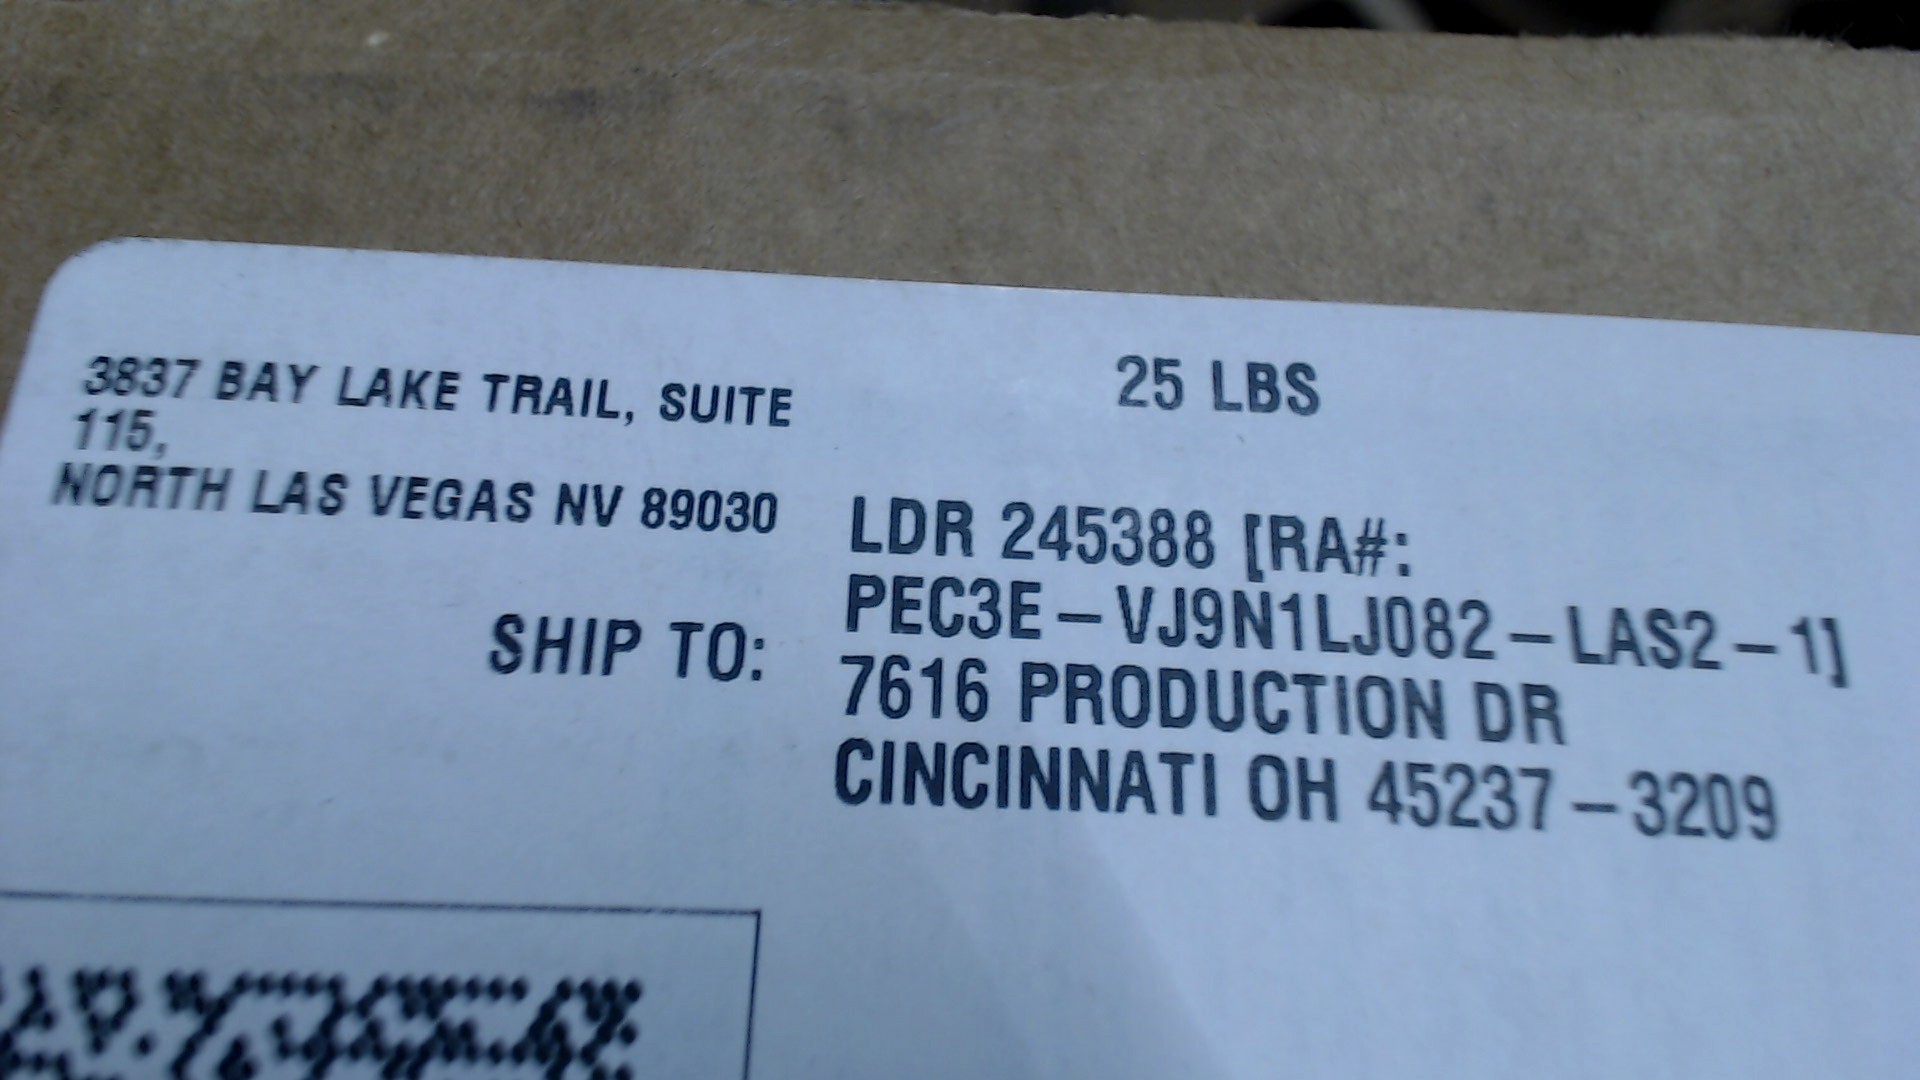 3837 BAY LAKE TRAIL, SUITE
115,
NORTH LAS VEGAS NV 89030
25 LBS
SHIP TO:
LDR 245388 [RA#:
PEC3E-VJ9N1LJ082-LAS2-1]
7616 PRODUCTION DR
CINCINNATI OH 45237-3209